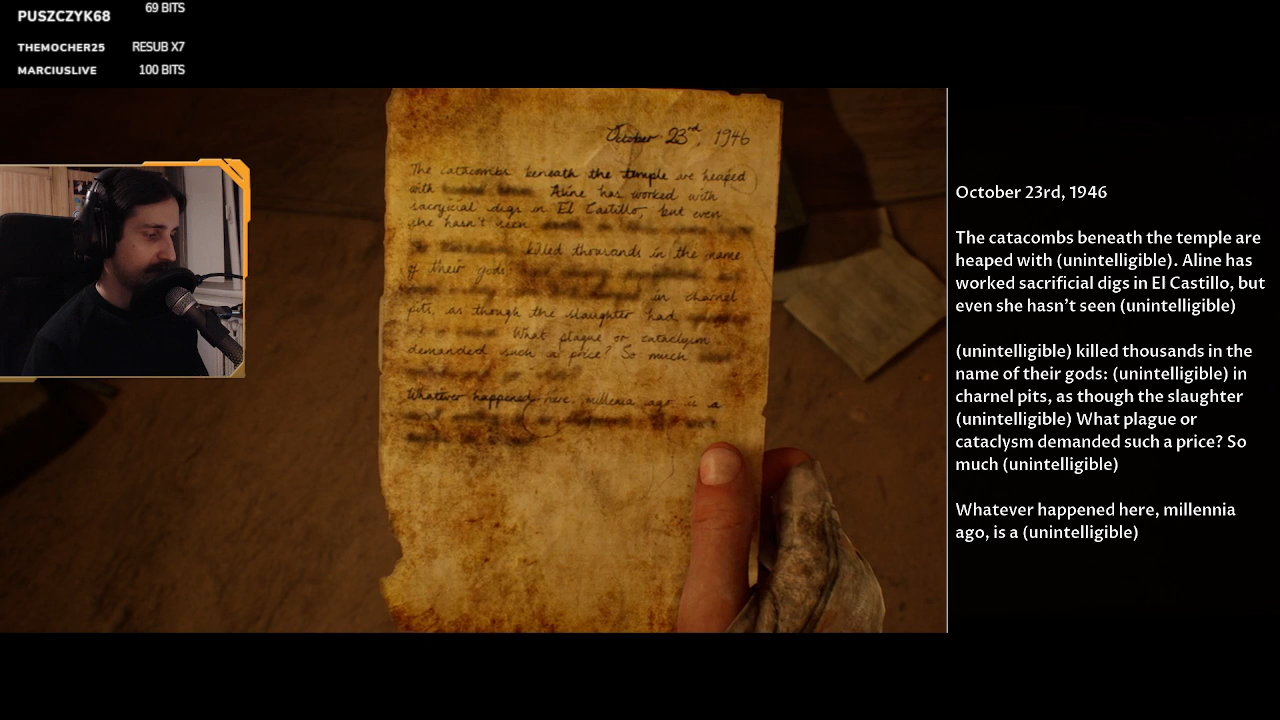 PUSZCZYK68 69 BITS
THEMOCHER25 RESUB X7
MARCIUSLIVE 100 BITS
October 23rd, 1946
The catacombs beneath the temple are heaped
with Aline has worked with
sacrificial digs in El Castillo, but even
she hasn't seen
killed thousands in the name
of their gods
in charnel
pits, as though the slaughter had
What plague or cataclysm
demanded such a price? So much
Whatever happened here, millenia ago is a
October 23rd, 1946
The catacombs beneath the temple are
heaped with (unintelligible). Aline has
worked sacrificial digs in El Castillo, but
even she hasn't seen (unintelligible)
(unintelligible) killed thousands in the
name of their gods: (unintelligible) in
charnel pits, as though the slaughter
(unintelligible) What plague or
cataclysm demanded such a price? So
much (unintelligible)
Whatever happened here, millennia
ago, is a (unintelligible)